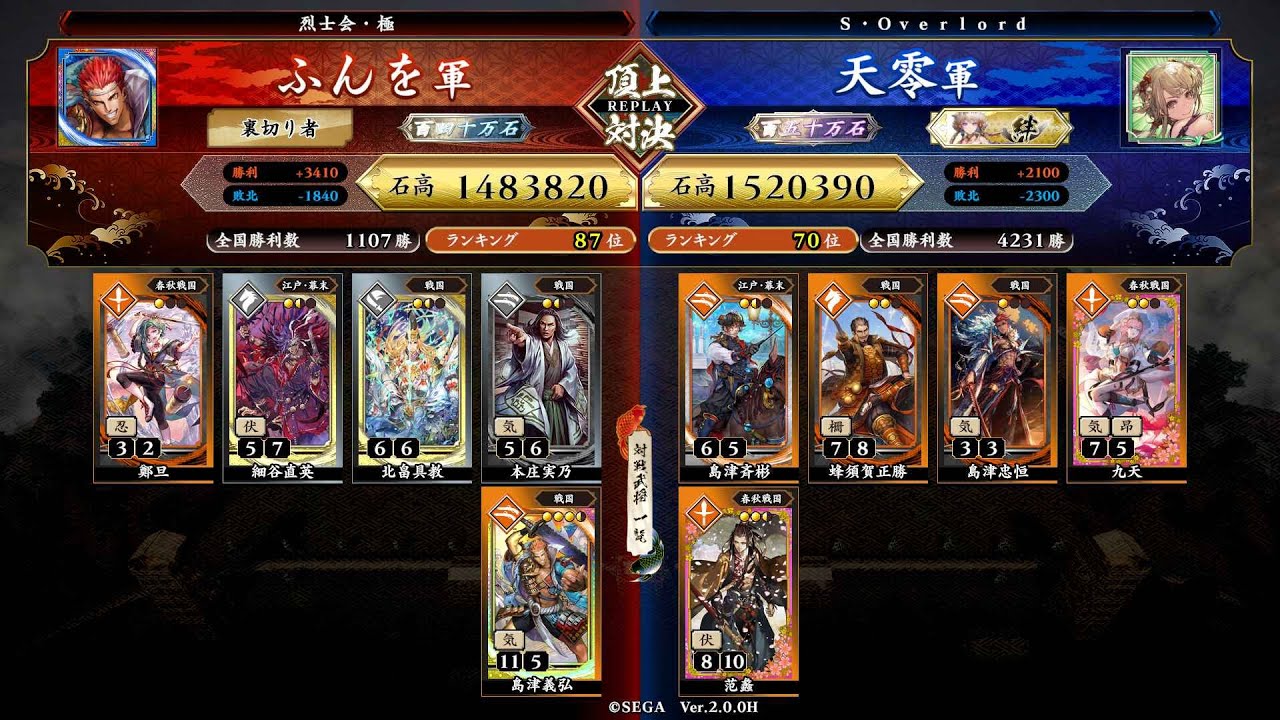 烈士会・極
S・Overlord
ふんを軍
頂上
REPLAY
対決
天零軍
裏切り者
百四十万石
百五十万石
絆
勝利 +3410
敗北 -1840
石高 1483820
石高 1520390
勝利 +2100
敗北 -2300
全国勝利数 1107勝
ランキング 87位
ランキング 70位
全国勝利数 4231勝
春秋戦国
忍
3 2
鄭旦
江戸・幕末
伏
5 7
細谷直英
戦国
6 6
北畠具教
戦国
気
5 6
本庄実乃
江戸・幕末
6 5
島津斉彬
戦国
柵
7 8
蜂須賀正勝
戦国
気
3 3
島津忠恒
春秋戦国
気 昂
7 5
九天
対戦武将一覧
戦国
気
11 5
島津義弘
春秋戦国
伏
8 10
范蠡
©SEGA Ver.2.0.0H